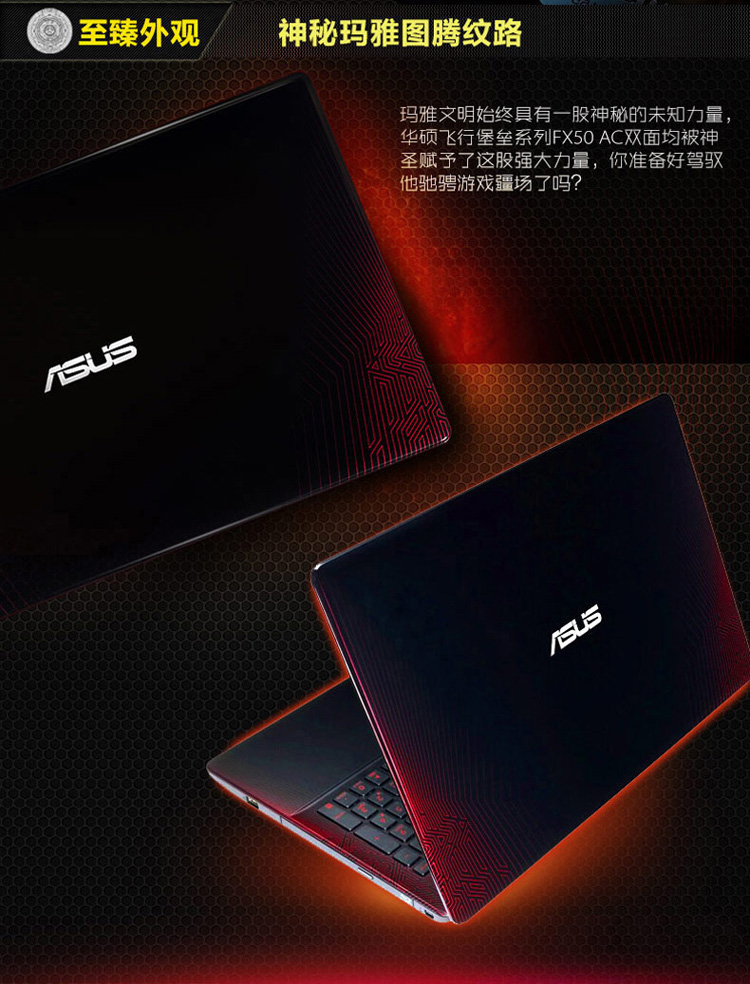 至臻外观
神秘玛雅图腾纹路
玛雅文明始终具有一股神秘的未知力量，
华硕飞行堡垒系列FX50 AC双面均被神
圣赋予了这股强大力量，你准备好驾驭
他驰骋游戏疆场了吗？
ASUS
ASUS